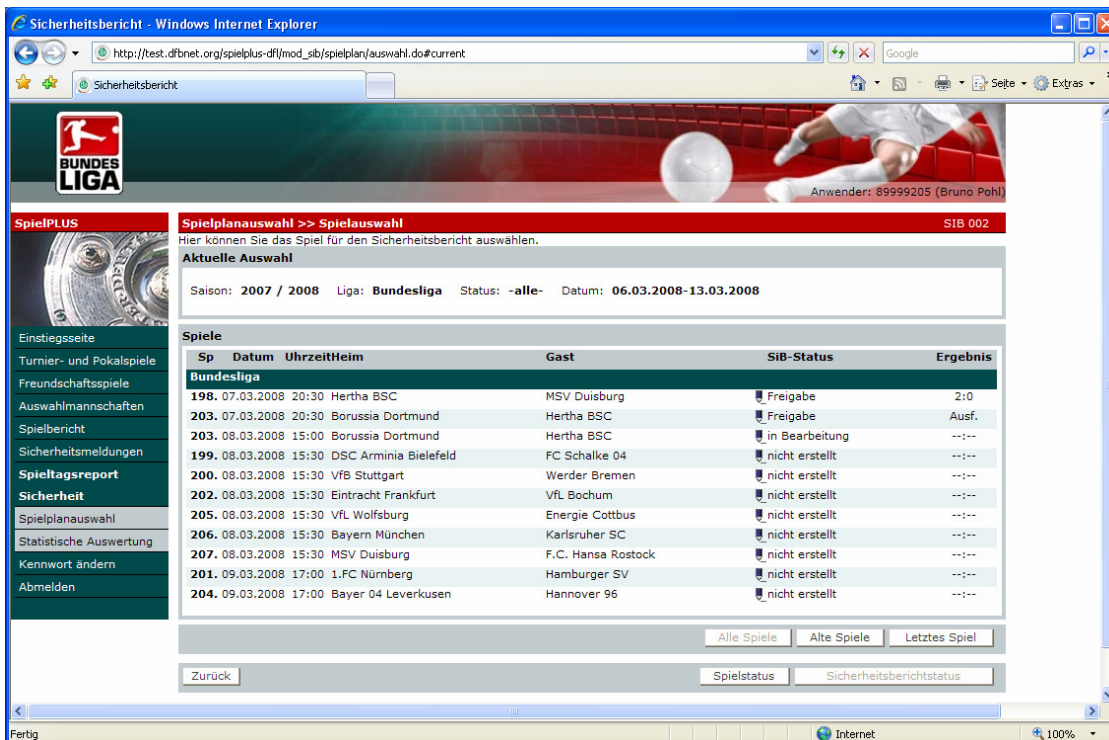 Sicherheitsbericht - Windows Internet Explorer
http://test.dfbnet.org/spielplus-dfl/mod_sib/spielplan/auswahl.do#current
Google
Sicherheitsbericht
Seite
Extras
BUNDES
LIGA
Anwender: 89999205 (Bruno Pohl)
SpielPLUS
Einstiegsseite
Turnier- und Pokalspiele
Freundschaftsspiele
Auswahlmannschaften
Spielbericht
Sicherheitsmeldungen
Spieltagsreport
Sicherheit
Spielplanauswahl
Statistische Auswertung
Kennwort ändern
Abmelden
Spielplanauswahl >> Spielauswahl SIB 002
Hier können Sie das Spiel für den Sicherheitsbericht auswählen.
Aktuelle Auswahl
Saison: 2007 / 2008 Liga: Bundesliga Status: -alle- Datum: 06.03.2008-13.03.2008
Spiele
Sp Datum Uhrzeit Heim Gast SiB-Status Ergebnis
Bundesliga
198. 07.03.2008 20:30 Hertha BSC MSV Duisburg Freigabe 2:0
203. 07.03.2008 20:30 Borussia Dortmund Hertha BSC Freigabe Ausf.
203. 08.03.2008 15:00 Borussia Dortmund Hertha BSC in Bearbeitung --:--
199. 08.03.2008 15:30 DSC Arminia Bielefeld FC Schalke 04 nicht erstellt --:--
200. 08.03.2008 15:30 VfB Stuttgart Werder Bremen nicht erstellt --:--
202. 08.03.2008 15:30 Eintracht Frankfurt VfL Bochum nicht erstellt --:--
205. 08.03.2008 15:30 VfL Wolfsburg Energie Cottbus nicht erstellt --:--
206. 08.03.2008 15:30 Bayern München Karlsruher SC nicht erstellt --:--
207. 08.03.2008 15:30 MSV Duisburg F.C. Hansa Rostock nicht erstellt --:--
201. 09.03.2008 17:00 1.FC Nürnberg Hamburger SV nicht erstellt --:--
204. 09.03.2008 17:00 Bayer 04 Leverkusen Hannover 96 nicht erstellt --:--
Alle Spiele Alte Spiele Letztes Spiel
Zurück Spielstatus Sicherheitsberichtstatus
Fertig Internet 100%